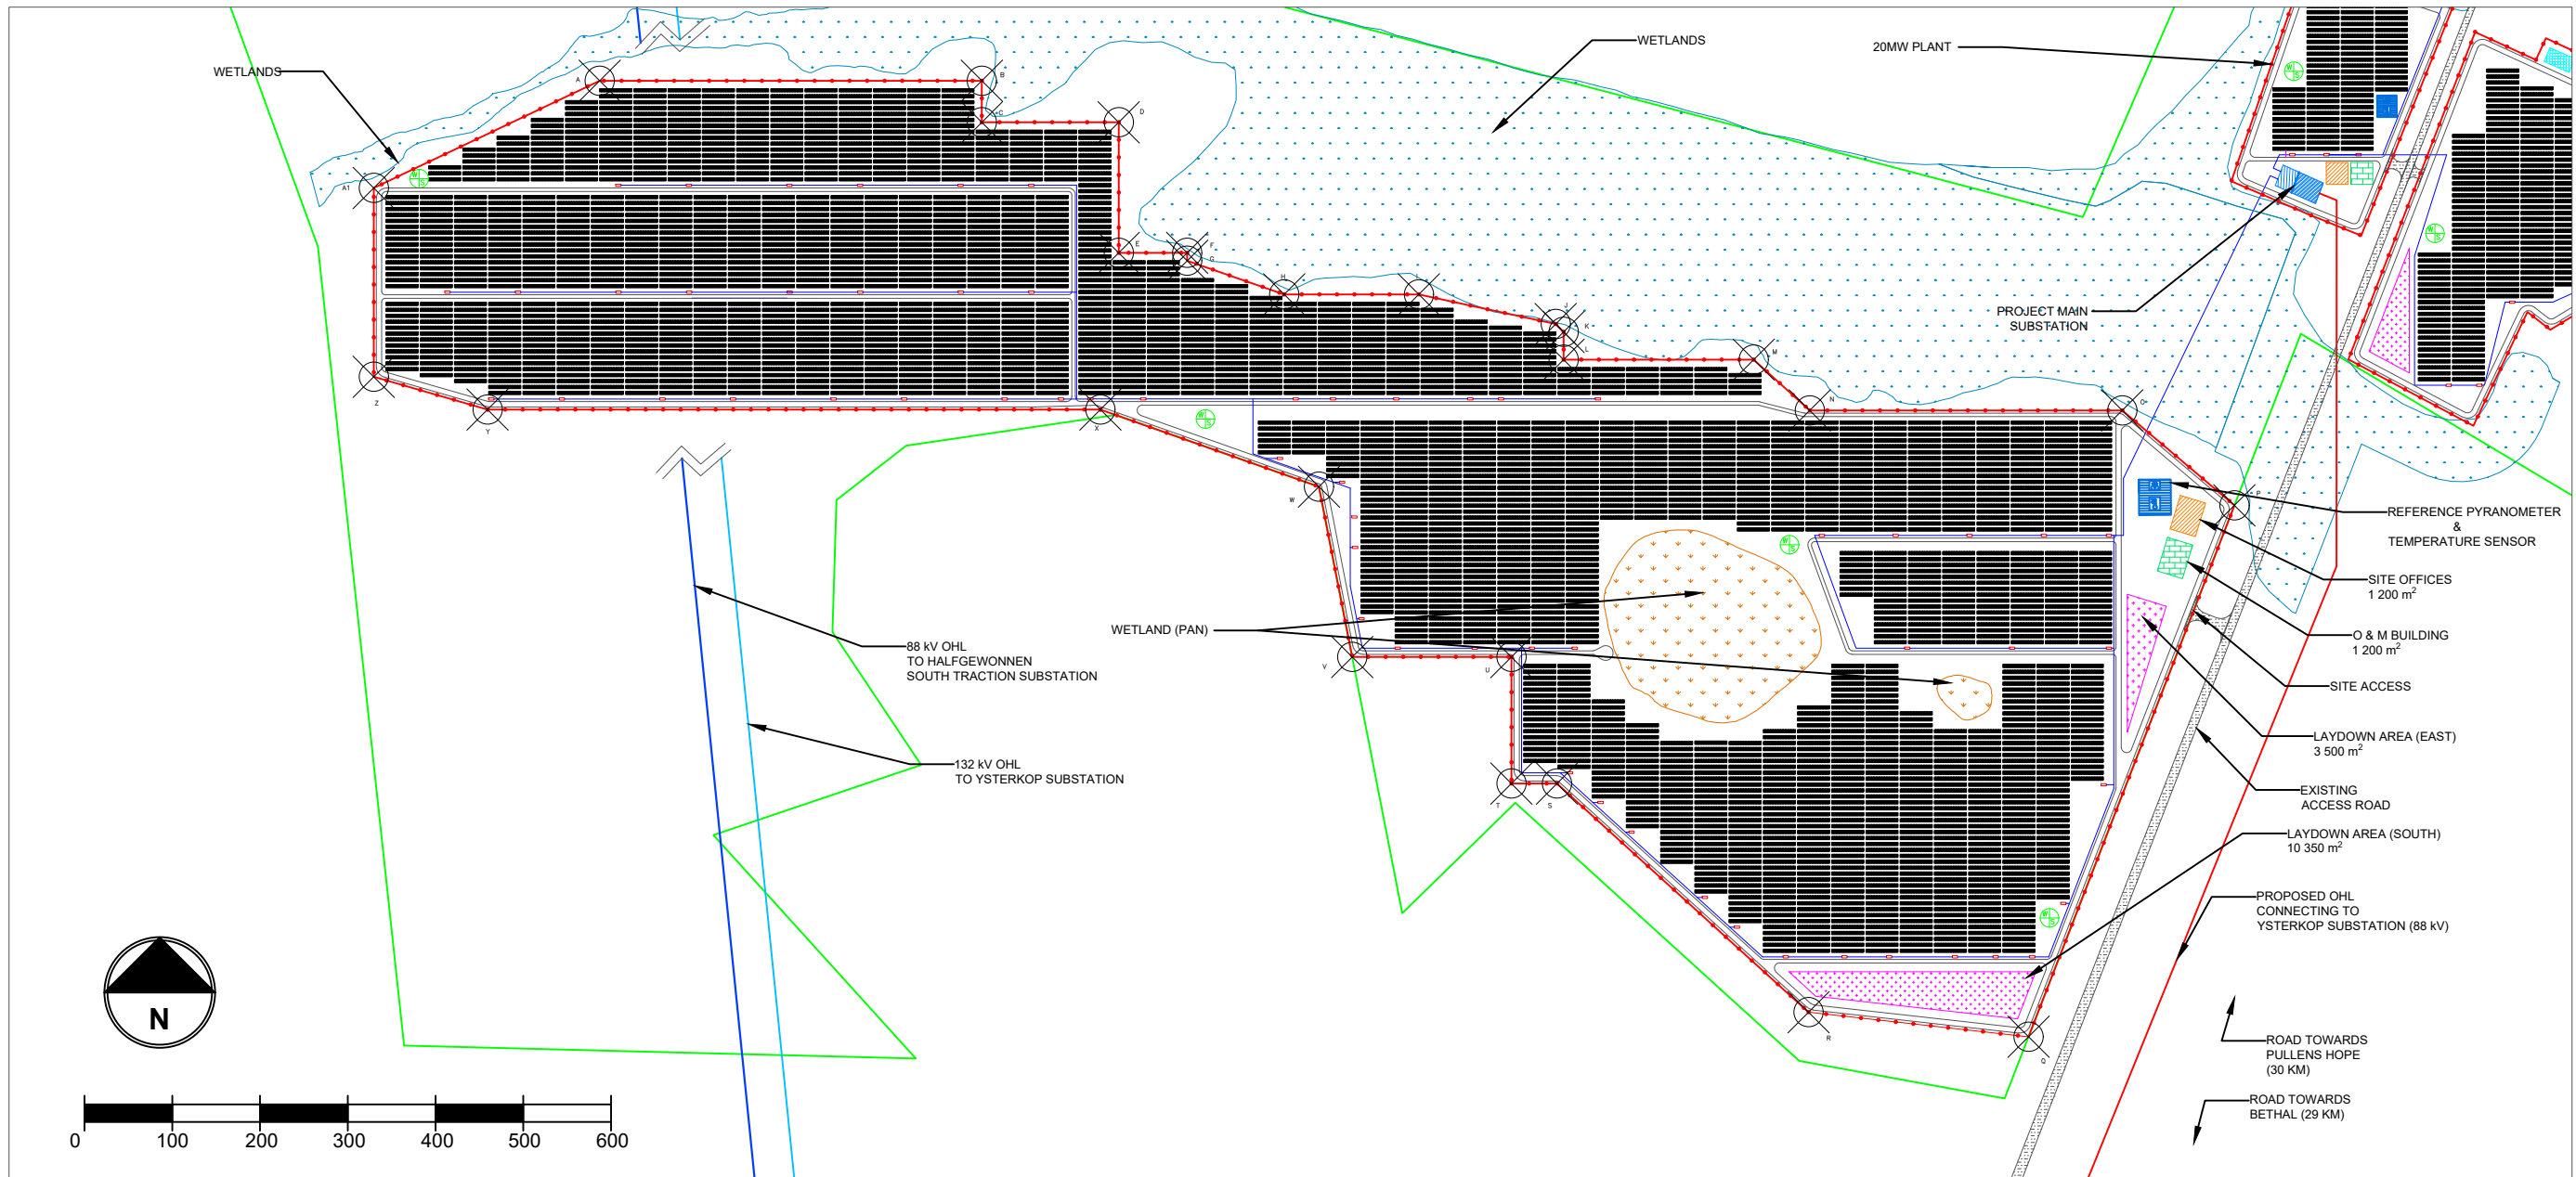 WETLANDS
WETLANDS
20MW PLANT
A
B
C
D
A1
E
F
G
H
I
J
K
L
M
N
O
P
PROJECT MAIN
SUBSTATION
Z
Y
X
W
V
U
T
S
R
Q
W
S
W
S
W
S
W
S
W
S
W
S
REFERENCE PYRANOMETER
&
TEMPERATURE SENSOR
SITE OFFICES
1 200 m²
O & M BUILDING
1 200 m²
SITE ACCESS
WETLAND (PAN)
88 kV OHL
TO HALFGEWONNEN
SOUTH TRACTION SUBSTATION
132 kV OHL
TO YSTERKOP SUBSTATION
LAYDOWN AREA (EAST)
3 500 m²
EXISTING
ACCESS ROAD
LAYDOWN AREA (SOUTH)
10 350 m²
PROPOSED OHL
CONNECTING TO
YSTERKOP SUBSTATION (88 kV)
ROAD TOWARDS
PULLENS HOPE
(30 KM)
ROAD TOWARDS
BETHAL (29 KM)
N
0 100 200 300 400 500 600